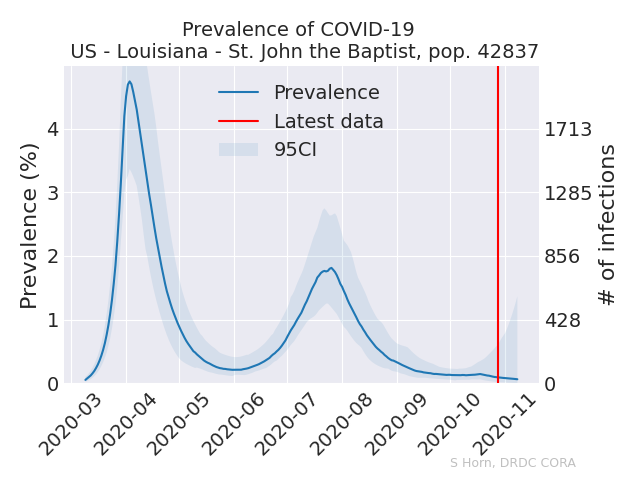 Prevalence of COVID-19
US - Louisiana - St. John the Baptist, pop. 42837
Prevalence
Latest data
95CI
Prevalence (%)
4
3
2
1
0
1713
1285
856
428
0
# of infections
2020-03
2020-04
2020-05
2020-06
2020-07
2020-08
2020-09
2020-10
2020-11
S Horn, DRDC CORA